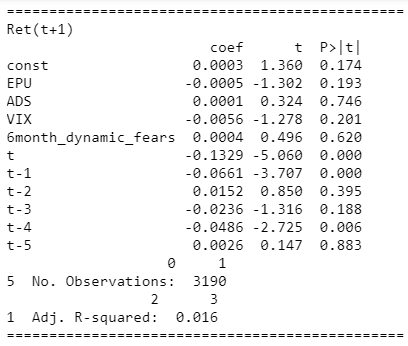 ==================================================
Ret(t+1)
coef t P>|t|
const 0.0003 1.360 0.174
EPU -0.0005 -1.302 0.193
ADS 0.0001 0.324 0.746
VIX -0.0056 -1.278 0.201
6month_dynamic_fears 0.0004 0.496 0.620
t -0.1329 -5.060 0.000
t-1 -0.0661 -3.707 0.000
t-2 0.0152 0.850 0.395
t-3 -0.0236 -1.316 0.188
t-4 -0.0486 -2.725 0.006
t-5 0.0026 0.147 0.883
0 1
5 No. Observations: 3190
2 3
1 Adj. R-squared: 0.016
==================================================